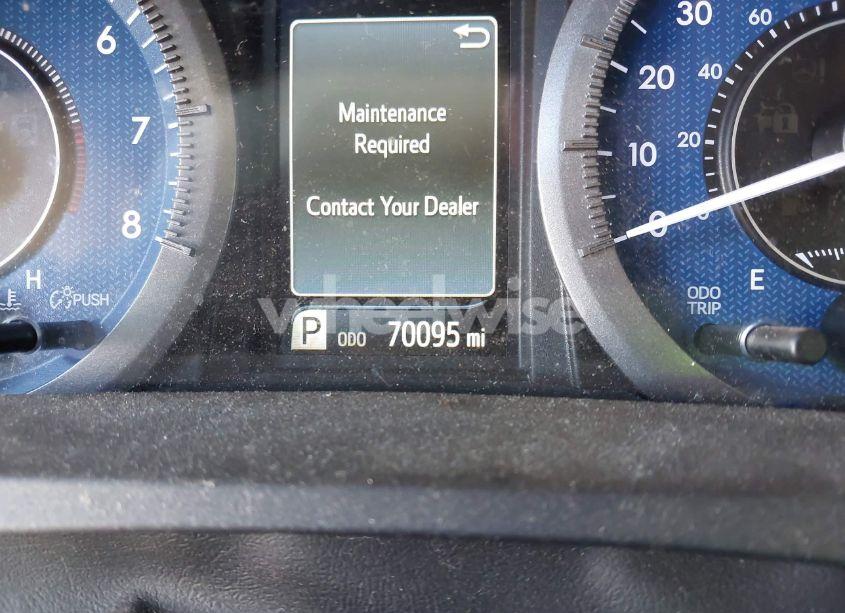 6
7
8
H
PUSH
Maintenance
Required
Contact Your Dealer
P ODO 70095 mi
wheelwise
30
20
10
0
60
40
20
0
ODO
TRIP
E